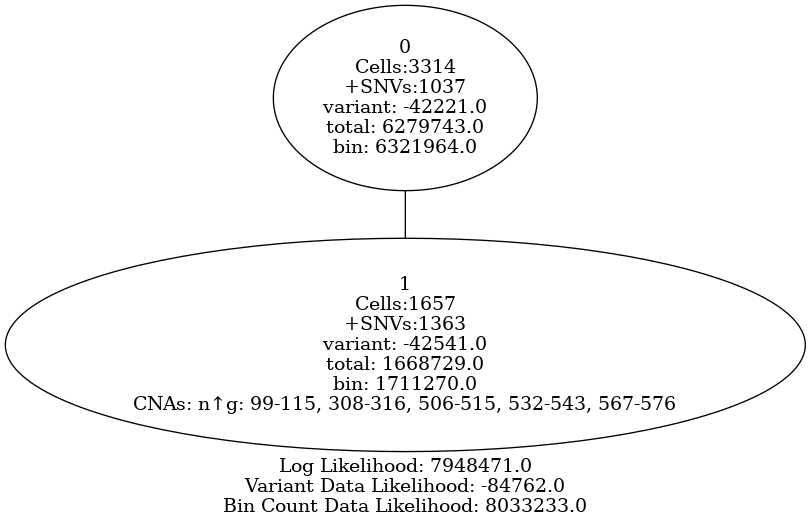 0
Cells:3314
+SNVs:1037
variant: -42221.0
total: 6279743.0
bin: 6321964.0
1
Cells:1657
+SNVs:1363
variant: -42541.0
total: 1668729.0
bin: 1711270.0
CNAs: n↑g: 99-115, 308-316, 506-515, 532-543, 567-576
Log Likelihood: 7948471.0
Variant Data Likelihood: -84762.0
Bin Count Data Likelihood: 8033233.0